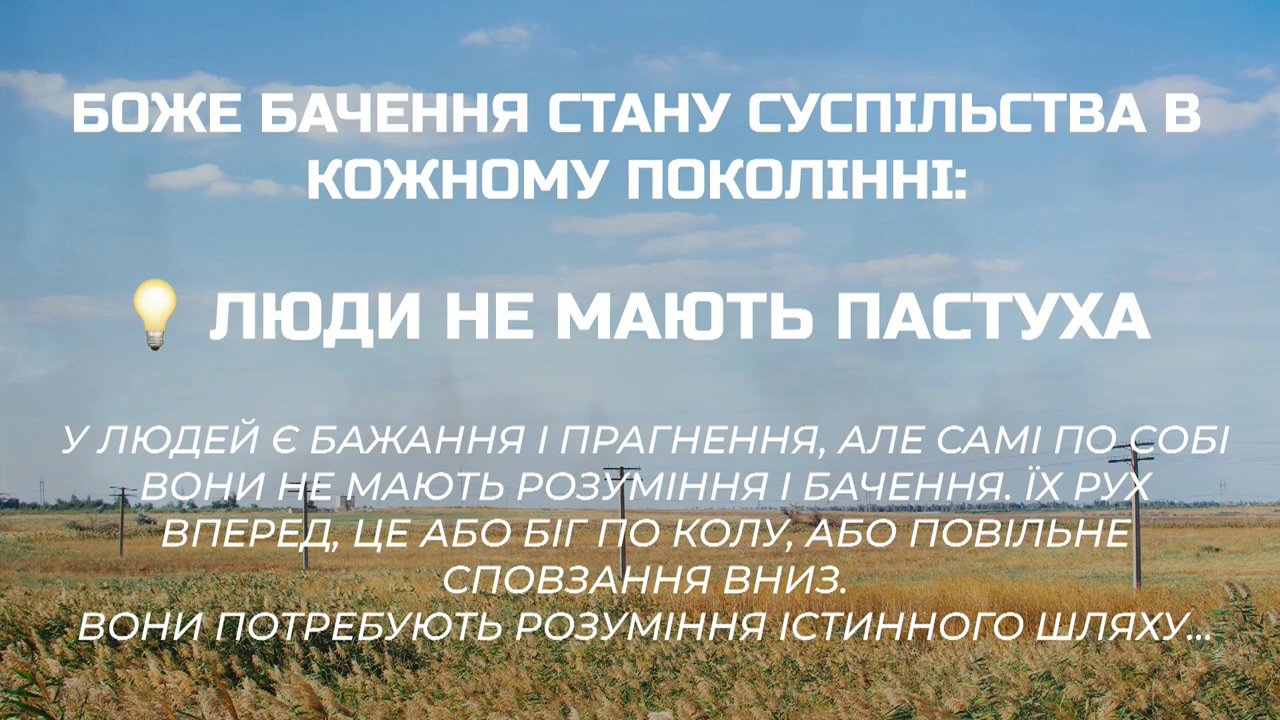 БОЖЕ БАЧЕННЯ СТАНУ СУСПІЛЬСТВА В
КОЖНОМУ ПОКОЛІННІ:
💡 ЛЮДИ НЕ МАЮТЬ ПАСТУХА
У ЛЮДЕЙ Є БАЖАННЯ І ПРАГНЕННЯ, АЛЕ САМІ ПО СОБІ
ВОНИ НЕ МАЮТЬ РОЗУМІННЯ І БАЧЕННЯ. ЇХ РУХ
ВПЕРЕД, ЦЕ АБО БІГ ПО КОЛУ, АБО ПОВІЛЬНЕ
СПОВЗАННЯ ВНИЗ.
ВОНИ ПОТРЕБУЮТЬ РОЗУМІННЯ ІСТИННОГО ШЛЯХУ...